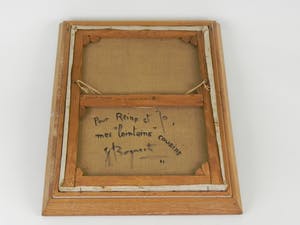 Pour Reine et Jo,
mes "lointains" cousins